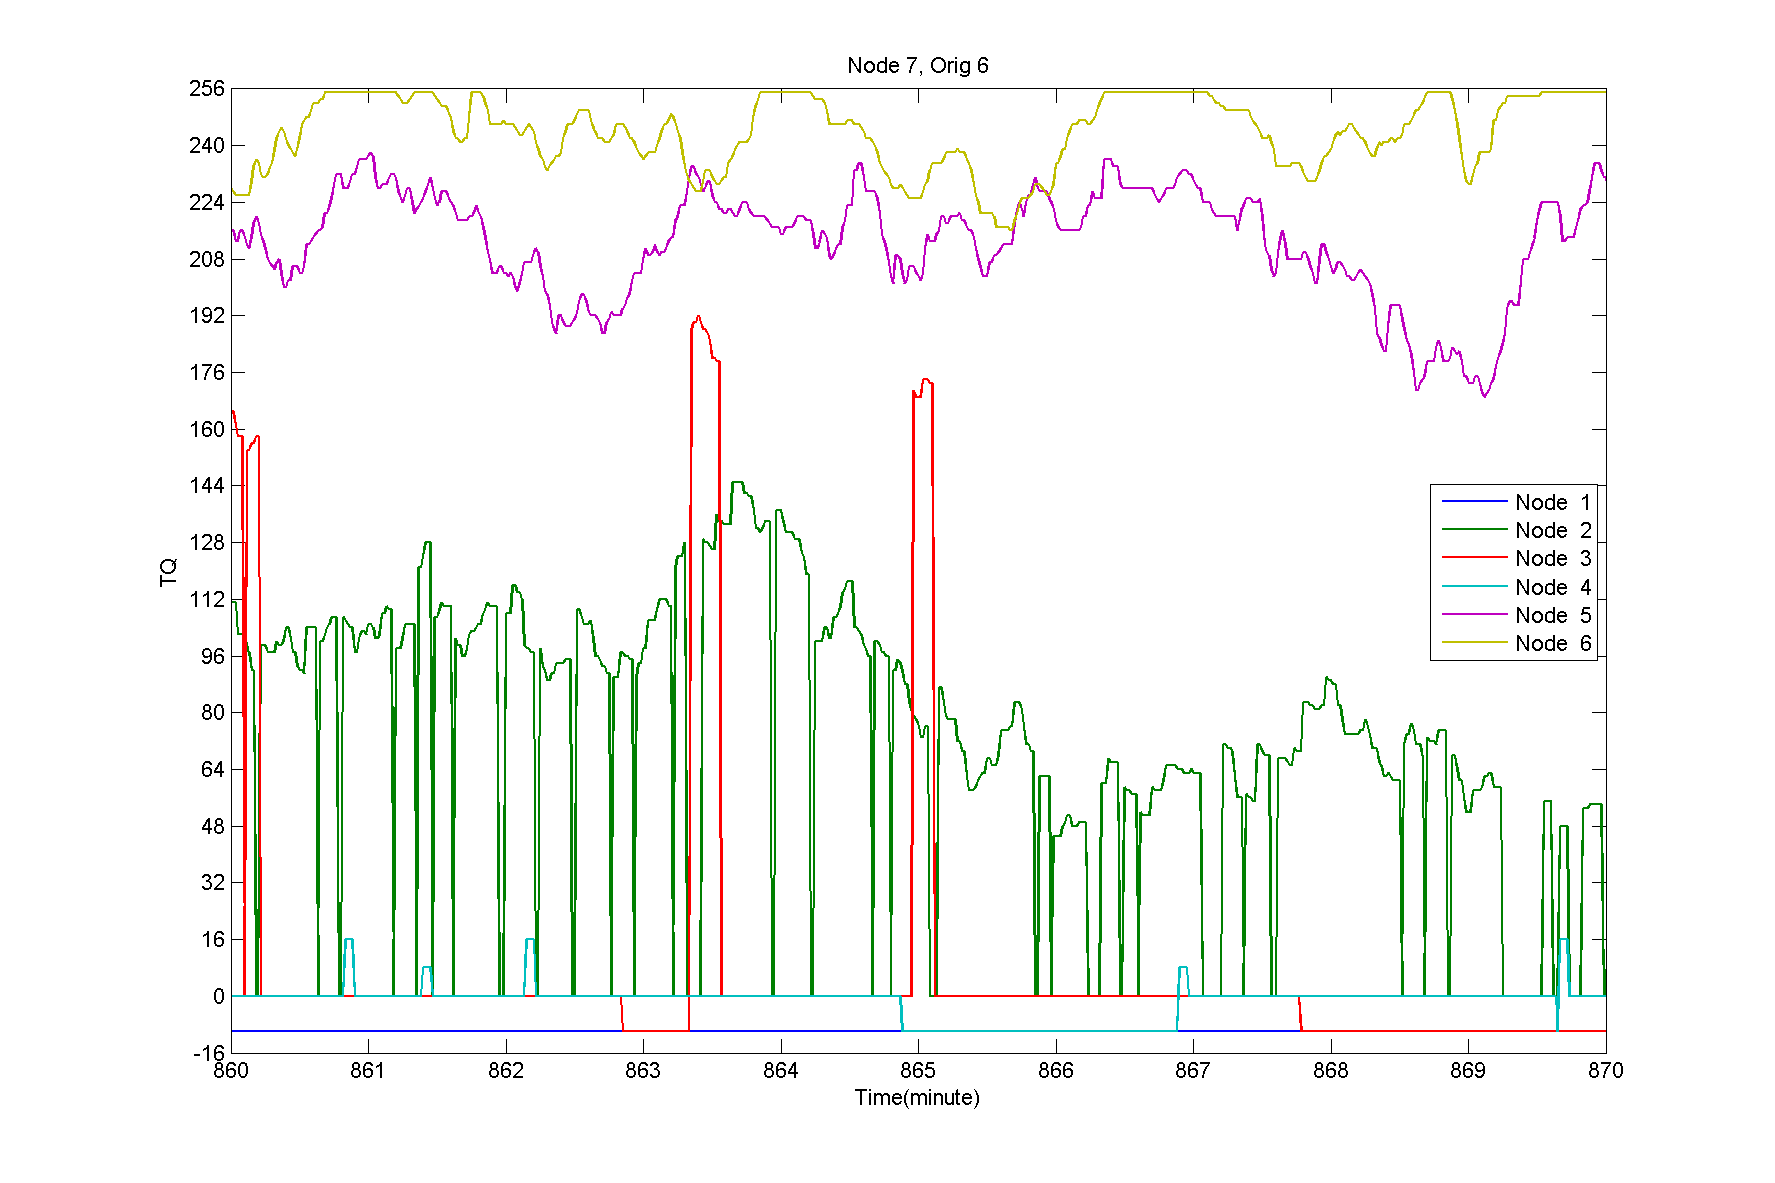 Node 7, Orig 6
256
240
224
208
192
176
160
144
128
112
96
80
64
48
32
16
0
-16
TQ
Node 1
Node 2
Node 3
Node 4
Node 5
Node 6
860 861 862 863 864 865 866 867 868 869 870
Time(minute)